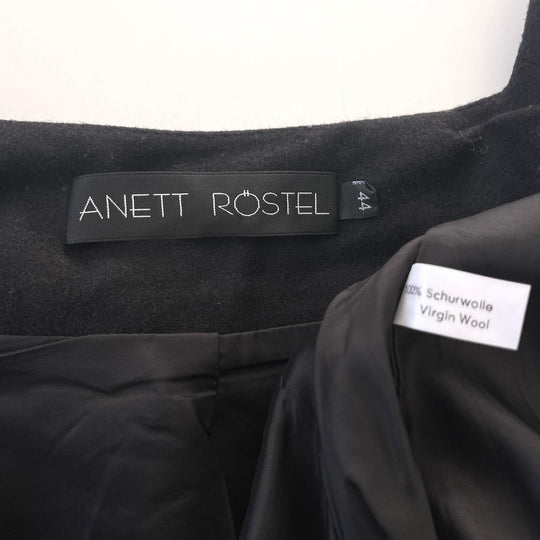 ANETT RÖSTEL
44
100% Schurwolle
Virgin Wool